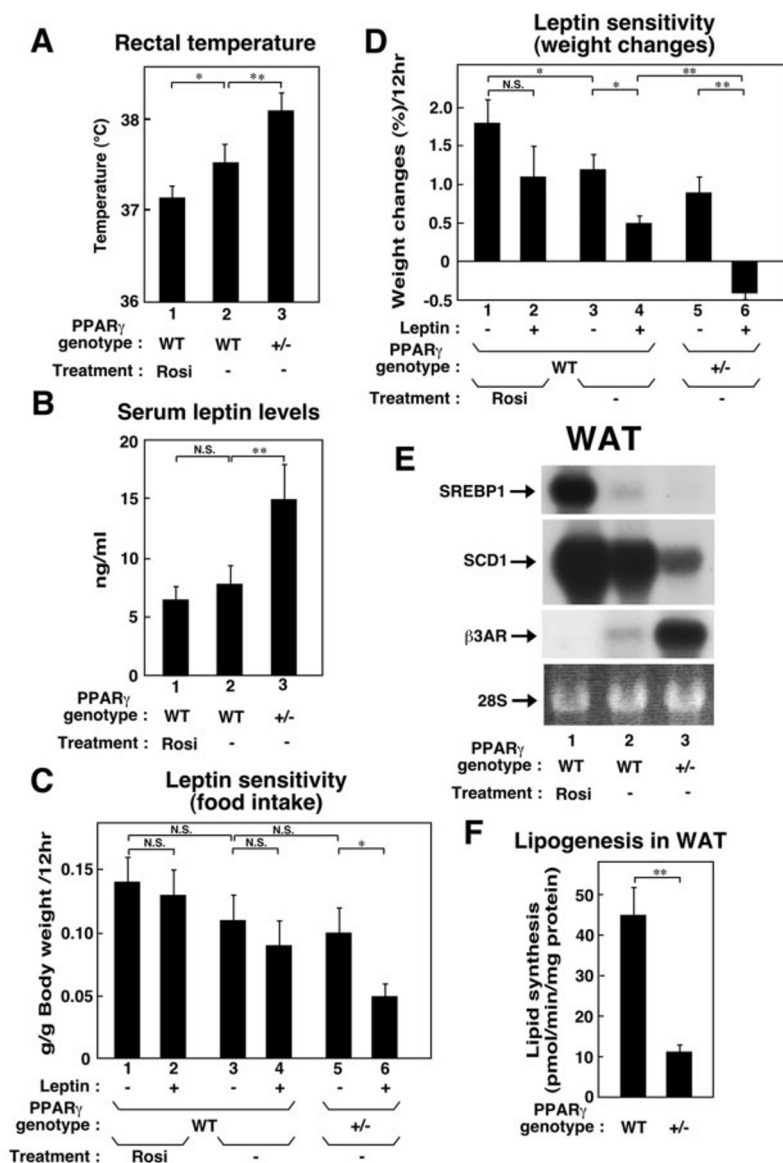 A
Rectal temperature
* **
Temperature (°C)
38
37
36
1 2 3
PPARγ
genotype : WT WT +/-
Treatment : Rosi - -
B
Serum leptin levels
N.S. **
ng/ml
20
15
10
5
0
1 2 3
PPARγ
genotype : WT WT +/-
Treatment : Rosi - -
C
Leptin sensitivity
(food intake)
N.S. N.S.
N.S. N.S. *
g/g Body weight /12hr
0.15
0.10
0.05
0
1 2 3 4 5 6
Leptin : - + - + - +
PPARγ
genotype : WT +/-
Treatment : Rosi - -
D
Leptin sensitivity
(weight changes)
* **
N.S. * **
Weight changes (%)/12hr
2.0
1.5
1.0
0.5
0
-0.5
1 2 3 4 5 6
Leptin : - + - + - +
PPARγ
genotype : WT +/-
Treatment : Rosi - -
E
WAT
SREBP1
SCD1
β3AR
28S
1 2 3
PPARγ
genotype : WT WT +/-
Treatment : Rosi - -
F
Lipogenesis in WAT
**
Lipid synthesis
(pmol/min/mg protein)
50
40
30
20
10
0
PPARγ
genotype : WT +/-